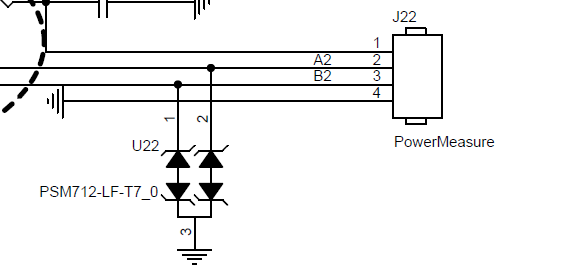 J22
1
A2 2
B2 3
4
1 2
U22
PowerMeasure
PSM712-LF-T7_0
3